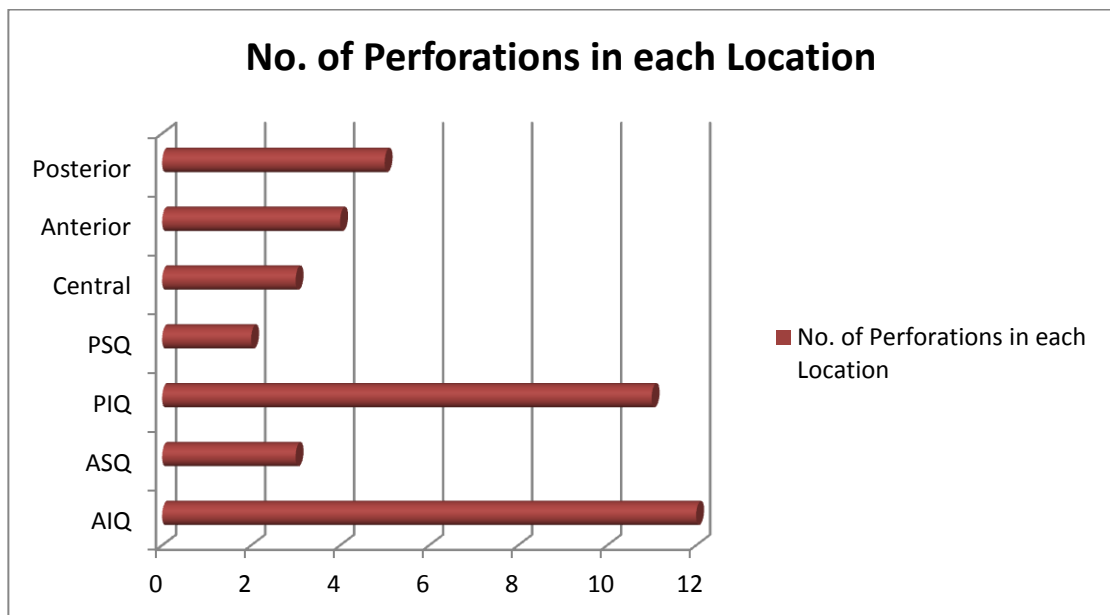 No. of Perforations in each Location
Posterior
Anterior
Central
PSQ
PIQ
ASQ
AIQ
0 2 4 6 8 10 12
No. of Perforations in each
Location